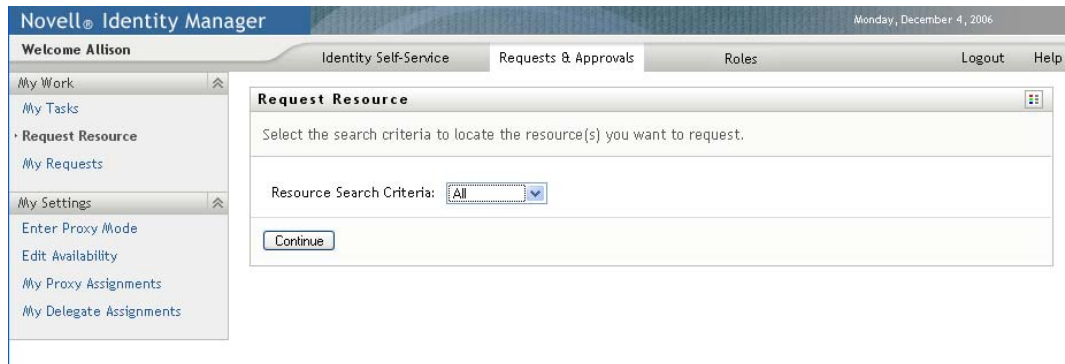 Novell® Identity Manager
Monday, December 4, 2006
Welcome Allison
Identity Self-Service
Requests & Approvals
Roles
Logout
Help
My Work
My Tasks
Request Resource
My Requests
My Settings
Enter Proxy Mode
Edit Availability
My Proxy Assignments
My Delegate Assignments
Request Resource
Select the search criteria to locate the resource(s) you want to request.
Resource Search Criteria: All
Continue